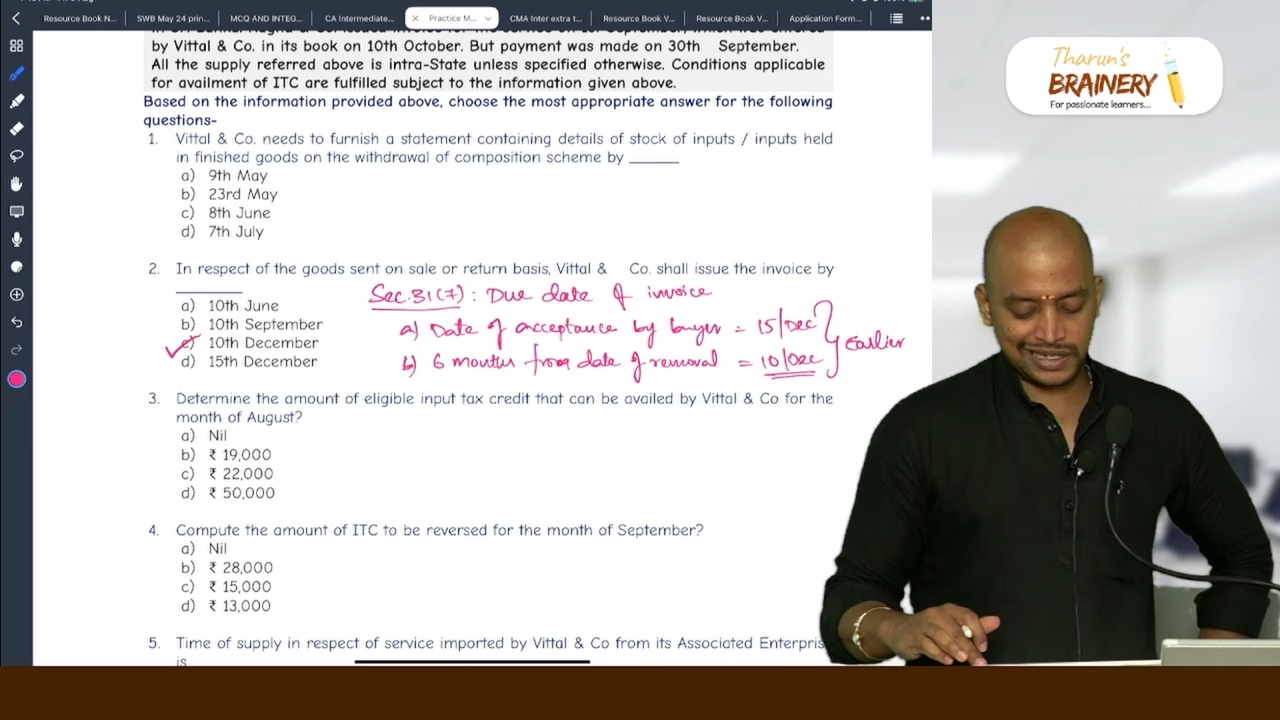 Resource Book N...
SWB May 24 prin...
MCQ AND INTEG...
CA Intermediate...
Practice M...
CMA Inter extra t...
Resource Book V...
Resource Book V...
Application Form...
by Vittal & Co. in its book on 10th October. But payment was made on 30th September.
All the supply referred above is intra-State unless specified otherwise. Conditions applicable
for availment of ITC are fulfilled subject to the information given above.
Based on the information provided above, choose the most appropriate answer for the following
questions-
1. Vittal & Co. needs to furnish a statement containing details of stock of inputs / inputs held
in finished goods on the withdrawal of composition scheme by ______
a) 9th May
b) 23rd May
c) 8th June
d) 7th July
2. In respect of the goods sent on sale or return basis, Vittal & Co. shall issue the invoice by
________
Sec.31(7): Due date of invoice
a) 10th June
b) 10th September
a) Date of acceptance by buyer = 15/Dec
c) 10th December
Earlier
d) 15th December
b) 6 months from date of removal = 10/Dec
3. Determine the amount of eligible input tax credit that can be availed by Vittal & Co for the
month of August?
a) Nil
b) ₹ 19,000
c) ₹ 22,000
d) ₹ 50,000
4. Compute the amount of ITC to be reversed for the month of September?
a) Nil
b) ₹ 28,000
c) ₹ 15,000
d) ₹ 13,000
5. Time of supply in respect of service imported by Vittal & Co from its Associated Enterpris
is
Tharun's
BRAINERY
For passionate learners...